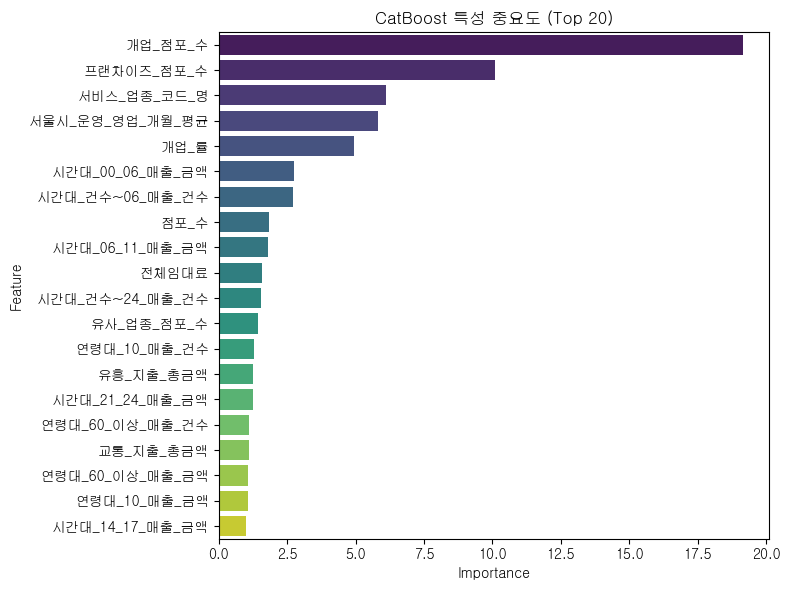 CatBoost 특성 중요도 (Top 20)
개업_점포_수
프랜차이즈_점포_수
서비스_업종_코드_명
서울시_운영_영업_개월_평균
개업_률
시간대_00_06_매출_금액
시간대_건수~06_매출_건수
점포_수
시간대_06_11_매출_금액
전체임대료
시간대_건수~24_매출_건수
유사_업종_점포_수
연령대_10_매출_건수
유흥_지출_총금액
시간대_21_24_매출_금액
연령대_60_이상_매출_건수
교통_지출_총금액
연령대_60_이상_매출_금액
연령대_10_매출_금액
시간대_14_17_매출_금액
Feature
0.0 2.5 5.0 7.5 10.0 12.5 15.0 17.5 20.0
Importance